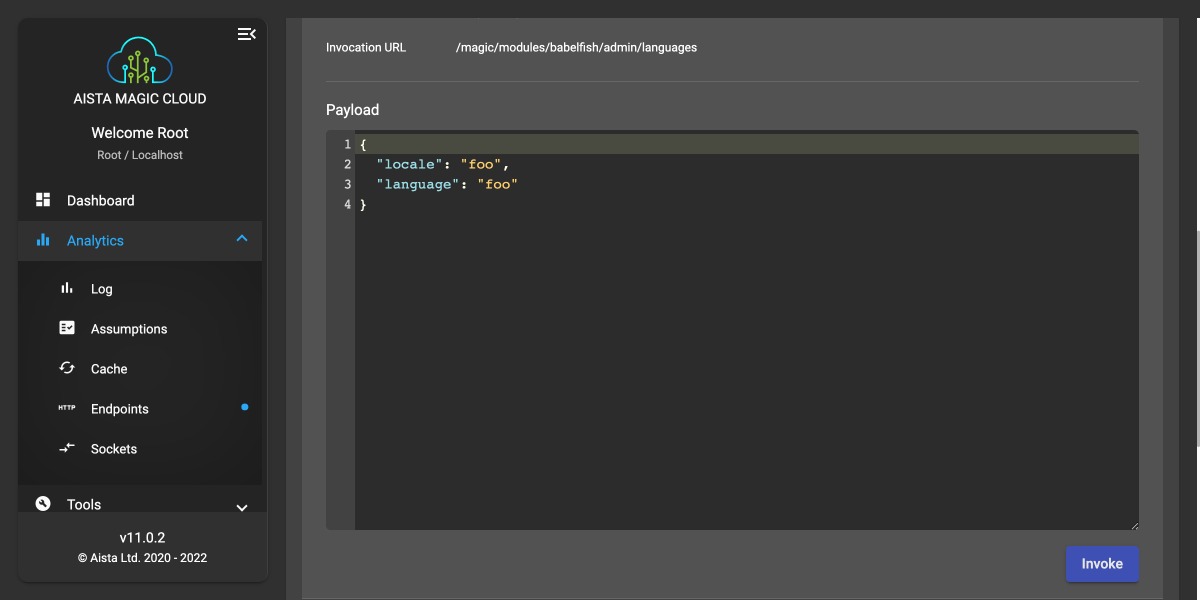 AISTA MAGIC CLOUD
Welcome Root
Root / Localhost
Dashboard
Analytics
Log
Assumptions
Cache
HTTP Endpoints
Sockets
Tools
v11.0.2
© Aista Ltd. 2020 - 2022
Invocation URL /magic/modules/babelfish/admin/languages
Payload
1 {
2 "locale": "foo",
3 "language": "foo"
4 }
Invoke